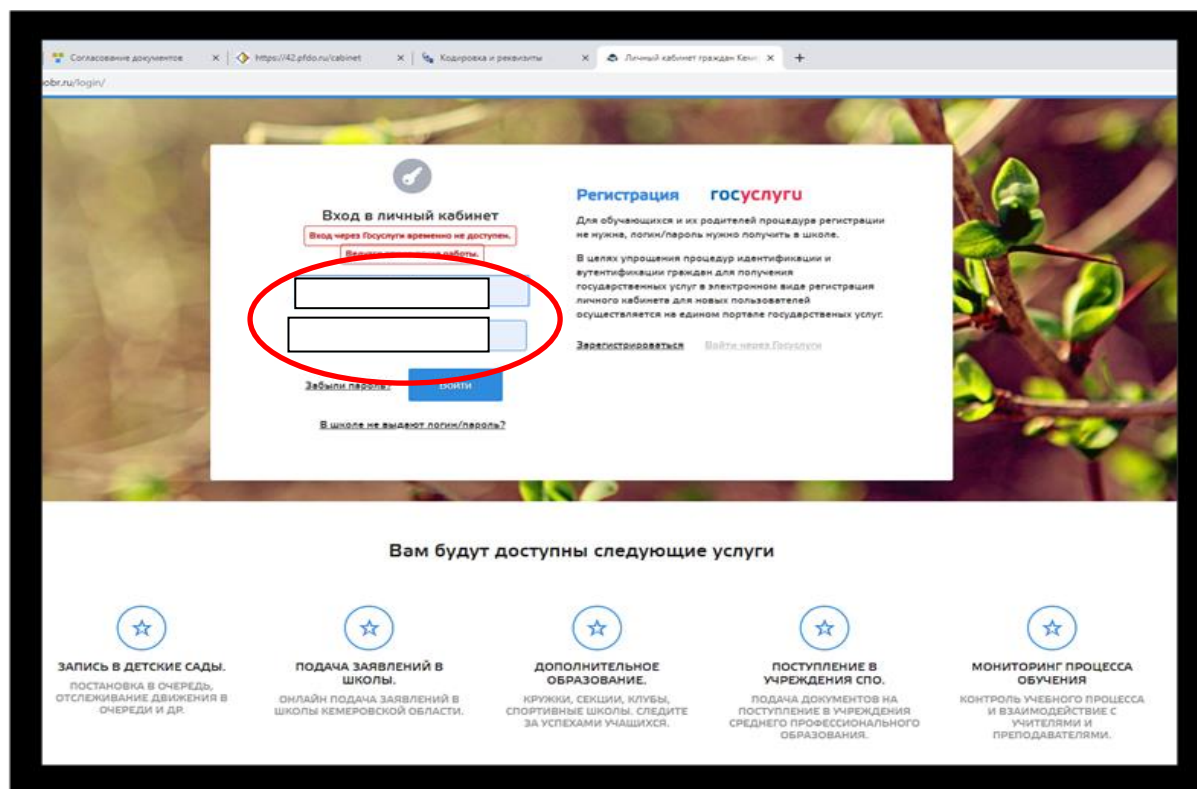 Согласование документов
https://42.pfdo.ru/cabinet
Кодировка и реквизиты
Личный кабинет граждан Кем
obr.ru/login/
Вход в личный кабинет
Вход через Госуслуги временно не доступен.
работы.
Забыли пароль?
Войти
В школе не выдают логин/пароль?
Регистрация госуслуги
Для обучающихся и их родителей процедура регистрации
не нужна, логин/пароль нужно получить в школе.
В целях упрощения процедур идентификации и
аутентификации граждан для получения
государственных услуг в электронном виде регистрация
личного кабинета для новых пользователей
осуществляется на едином портале государственых услуг.
Зарегистрироваться Войти через Госуслуги
Вам будут доступны следующие услуги
ЗАПИСЬ В ДЕТСКИЕ САДЫ.
ПОСТАНОВКА В ОЧЕРЕДЬ,
ОТСЛЕЖИВАНИЕ ДВИЖЕНИЯ В
ОЧЕРЕДИ И ДР.
ПОДАЧА ЗАЯВЛЕНИЙ В
ШКОЛЫ.
ОНЛАЙН ПОДАЧА ЗАЯВЛЕНИЙ В
ШКОЛЫ КЕМЕРОВСКОЙ ОБЛАСТИ.
ДОПОЛНИТЕЛЬНОЕ
ОБРАЗОВАНИЕ.
КРУЖКИ, СЕКЦИИ, КЛУБЫ,
СПОРТИВНЫЕ ШКОЛЫ. СЛЕДИТЕ
ЗА УСПЕХАМИ УЧАЩИХСЯ.
ПОСТУПЛЕНИЕ В
УЧРЕЖДЕНИЯ СПО.
ПОДАЧА ДОКУМЕНТОВ НА
ПОСТУПЛЕНИЕ В УЧРЕЖДЕНИЯ
СРЕДНЕГО ПРОФЕССИОНАЛЬНОГО
ОБРАЗОВАНИЯ.
МОНИТОРИНГ ПРОЦЕССА
ОБУЧЕНИЯ
КОНТРОЛЬ УЧЕБНОГО ПРОЦЕССА
И ВЗАИМОДЕЙСТВИЕ С
УЧИТЕЛЯМИ И
ПРЕПОДАВАТЕЛЯМИ.